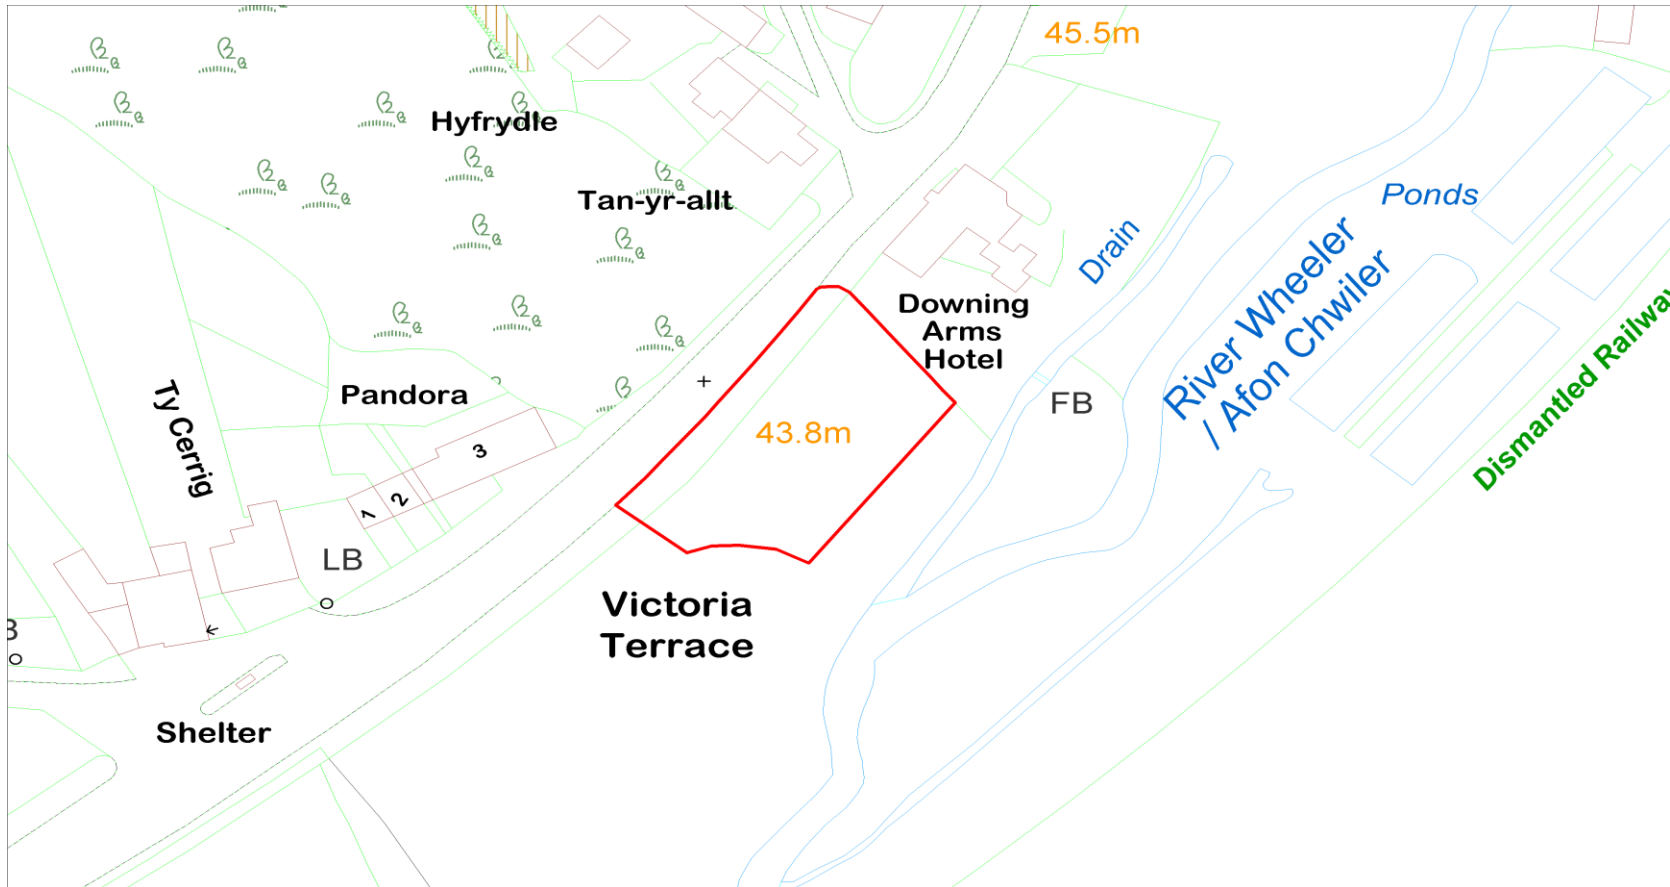 45.5m
Hyfrydle
Tan-yr-allt
Ponds
Drain
River Wheeler
/ Afon Chwiler
Downing
Arms
Hotel
Dismantled Railway
Pandora
Ty Cerrig
FB
43.8m
3
2
1
LB
Victoria
Terrace
Shelter